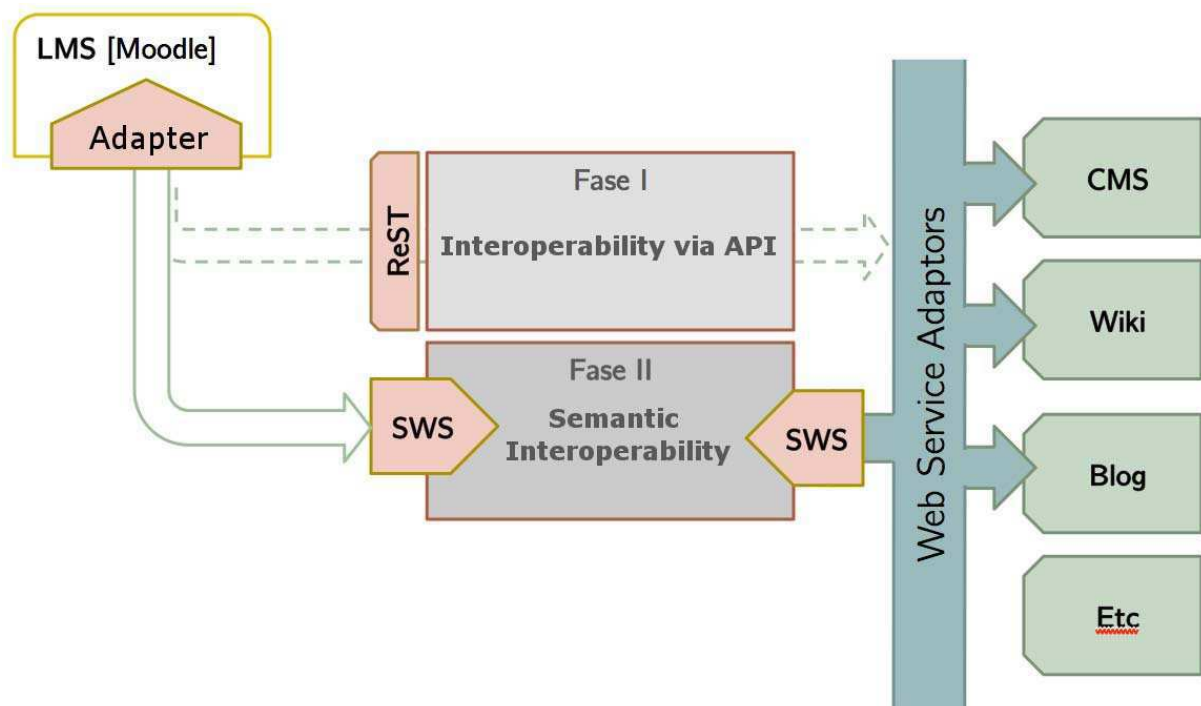 LMS [Moodle]
Adapter
ReST
Fase I
Interoperability via API
SWS
Fase II
Semantic
Interoperability
SWS
Web Service Adaptors
CMS
Wiki
Blog
Etc